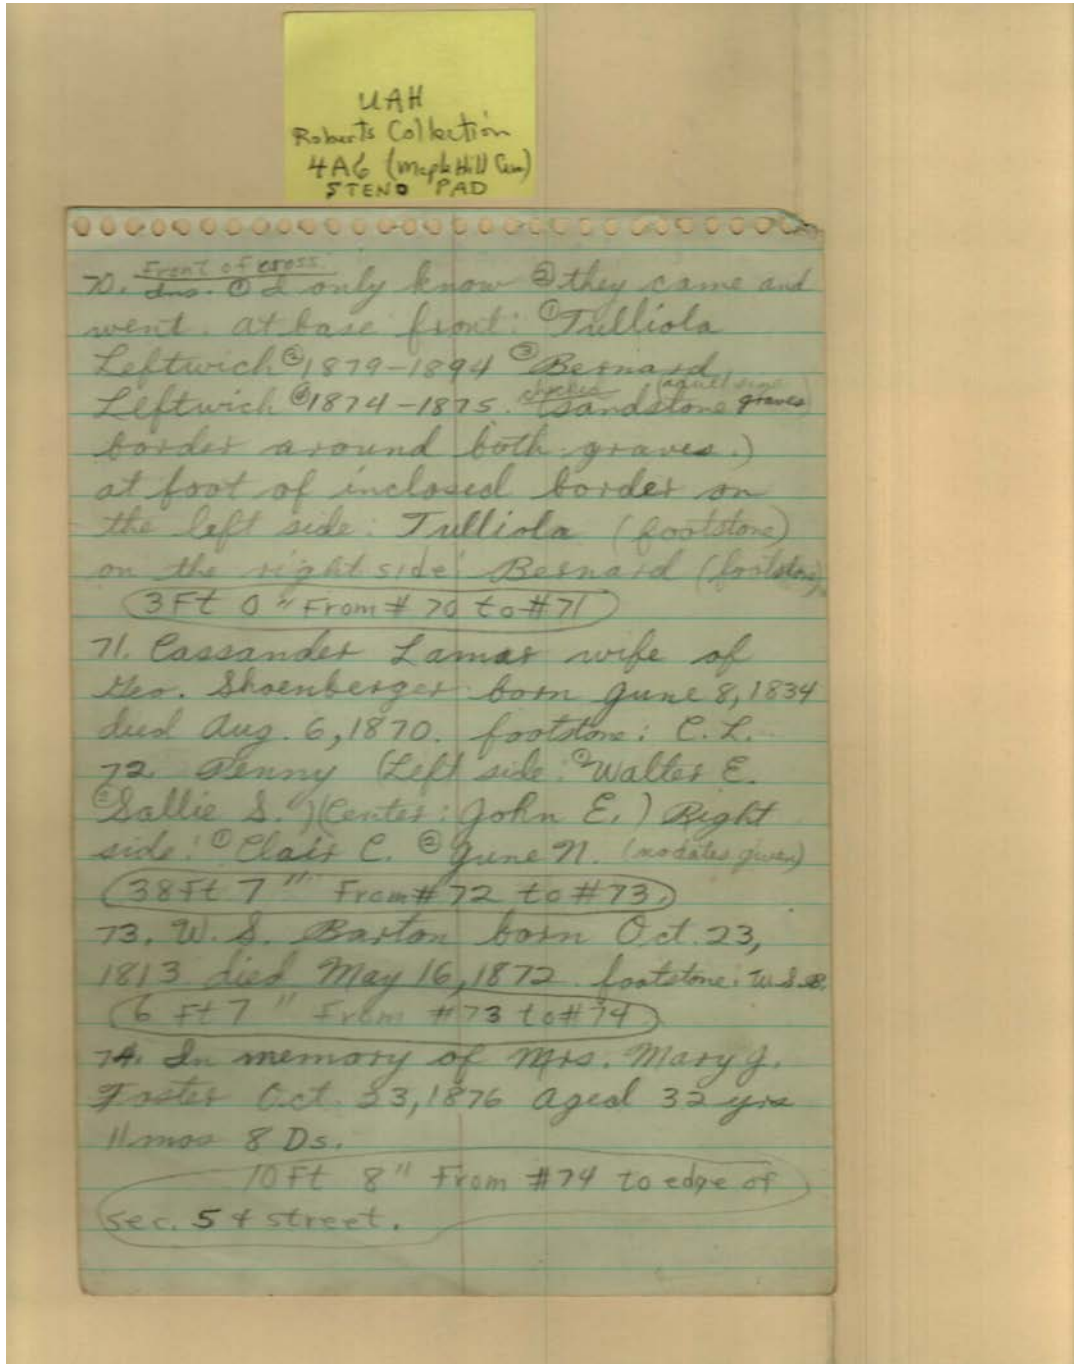 UAH
Roberts Collection
4A6 (Maple Hill Cem)
STENO PAD
Front of cross.
70. Ins. ① I only know ② they came and
went. at base front: ① Tulliola
Leftwich ② 1879-1894 ③ Bernard
checked
Leftwich ④ 1874-1875. (sandstone graves)
border around both graves.)
at foot of inclosed border on
the left side: Tulliola (footstone)
on the right side: Bernard (footstone)
3 Ft 0" From # 70 to #71
71. Cassander Lamar wife of
Geo. Shoenberger born June 8, 1834
died Aug. 6, 1870. footstone: C. L.
72. Penny (Left side: ① Walter E.
② Sallie S.) (Center: John E.) Right
side: ① Clair C. ② June N. (no dates given)
38 Ft 7" From # 72 to #73
73. W. S. Barton born Oct. 23,
1813 died May 16, 1872. footstone: W.S.B.
6 Ft 7" From #73 to #74
74. In memory of Mrs. Mary J.
Foster Oct. 23, 1876 aged 32 yrs
11 mos 8 Ds.
10 Ft 8" From #74 to edge of
sec. 5 & street.